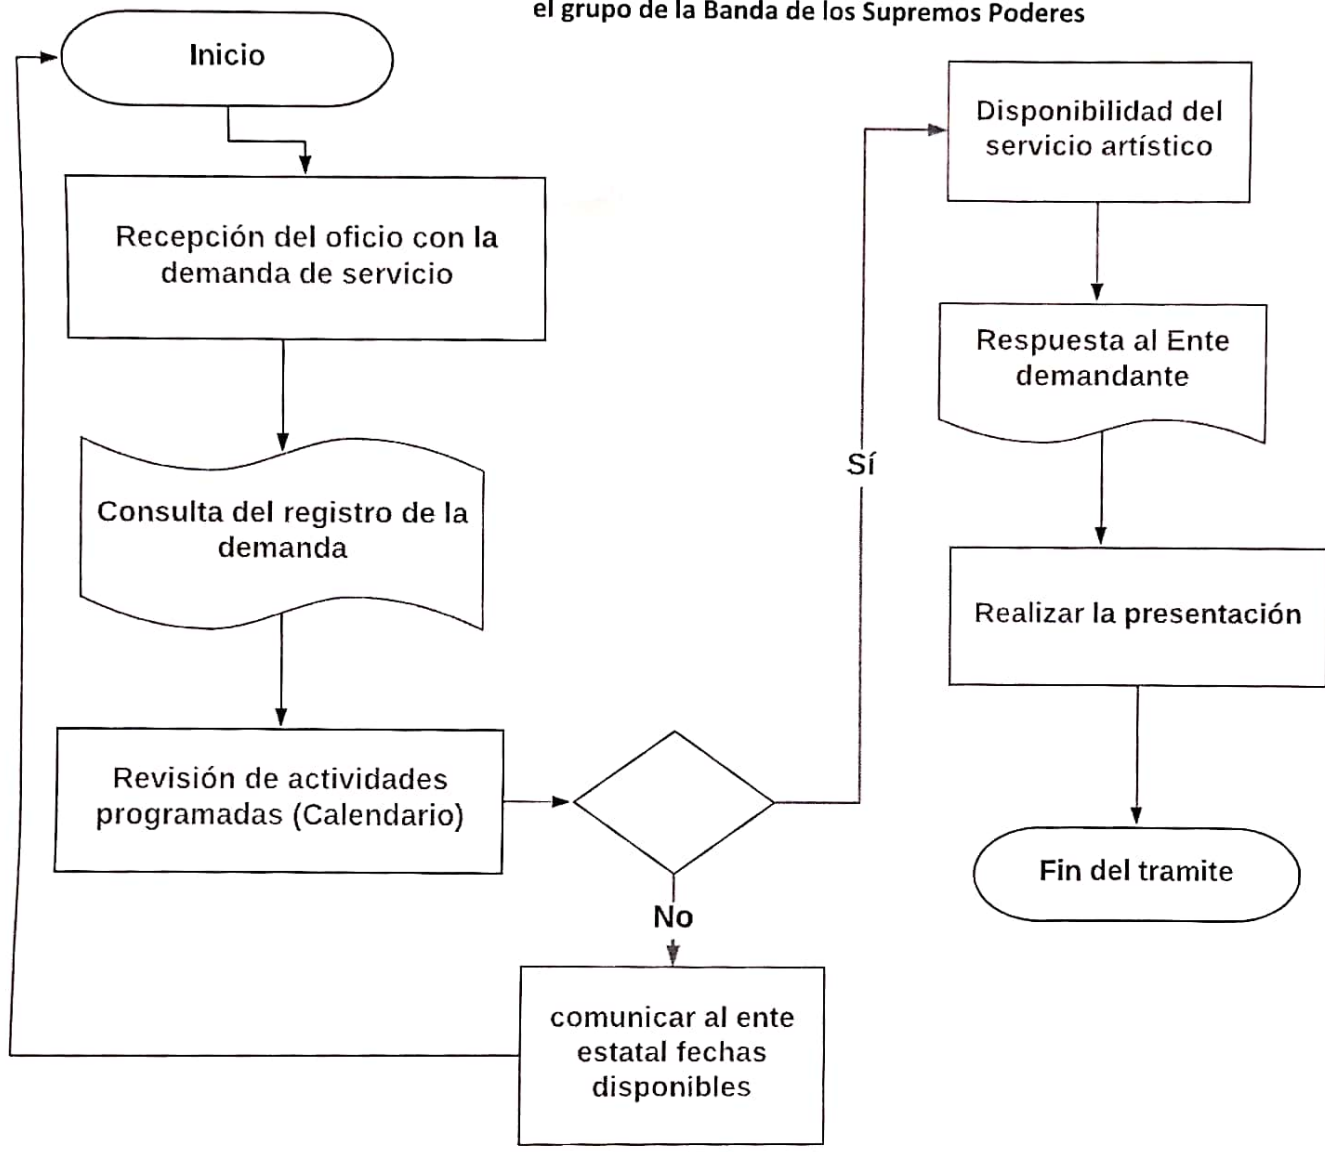 el grupo de la Banda de los Supremos Poderes
Inicio
Recepción del oficio con la
demanda de servicio
Consulta del registro de la
demanda
Revisión de actividades
programadas (Calendario)
No
comunicar al ente
estatal fechas
disponibles
Sí
Disponibilidad del
servicio artístico
Respuesta al Ente
demandante
Realizar la presentación
Fin del tramite